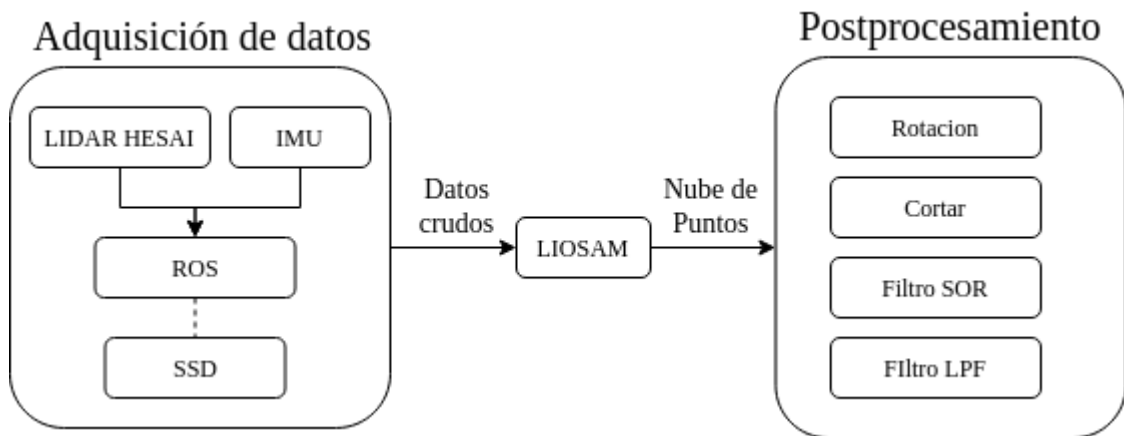 Adquisición de datos
LIDAR HESAI
IMU
ROS
SSD
Datos
crudos
LIOSAM
Nube de
Puntos
Postprocesamiento
Rotacion
Cortar
Filtro SOR
FIltro LPF